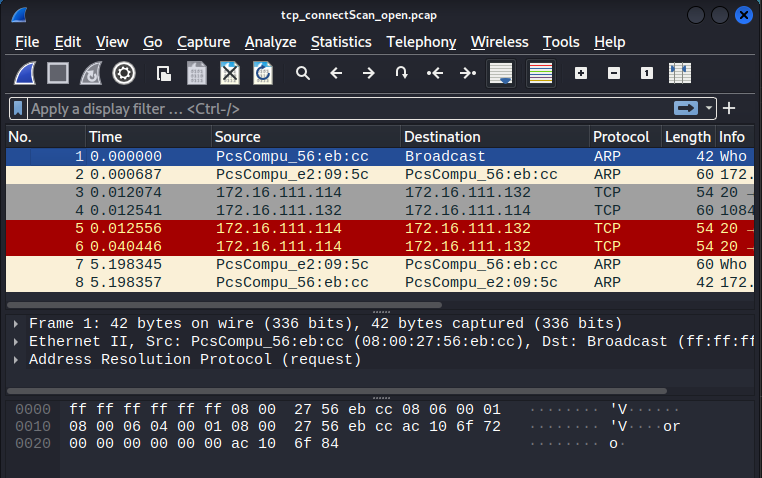 tcp_connectScan_open.pcap
File Edit View Go Capture Analyze Statistics Telephony Wireless Tools Help
Apply a display filter … <Ctrl-/>
No. Time Source Destination Protocol Length Info
1 0.000000 PcsCompu_56:eb:cc Broadcast ARP 42 Who
2 0.000687 PcsCompu_e2:09:5c PcsCompu_56:eb:cc ARP 60 172.
3 0.012074 172.16.111.114 172.16.111.132 TCP 54 20 →
4 0.012541 172.16.111.132 172.16.111.114 TCP 60 1084
5 0.012556 172.16.111.114 172.16.111.132 TCP 54 20 →
6 0.040446 172.16.111.114 172.16.111.132 TCP 54 20 →
7 5.198345 PcsCompu_e2:09:5c PcsCompu_56:eb:cc ARP 60 Who
8 5.198357 PcsCompu_56:eb:cc PcsCompu_e2:09:5c ARP 42 172.
Frame 1: 42 bytes on wire (336 bits), 42 bytes captured (336 bits)
Ethernet II, Src: PcsCompu_56:eb:cc (08:00:27:56:eb:cc), Dst: Broadcast (ff:ff:ff
Address Resolution Protocol (request)
0000 ff ff ff ff ff ff 08 00 27 56 eb cc 08 06 00 01 ········ 'V······
0010 08 00 06 04 00 01 08 00 27 56 eb cc ac 10 6f 72 ········ 'V····or
0020 00 00 00 00 00 00 ac 10 6f 84 ········ o·